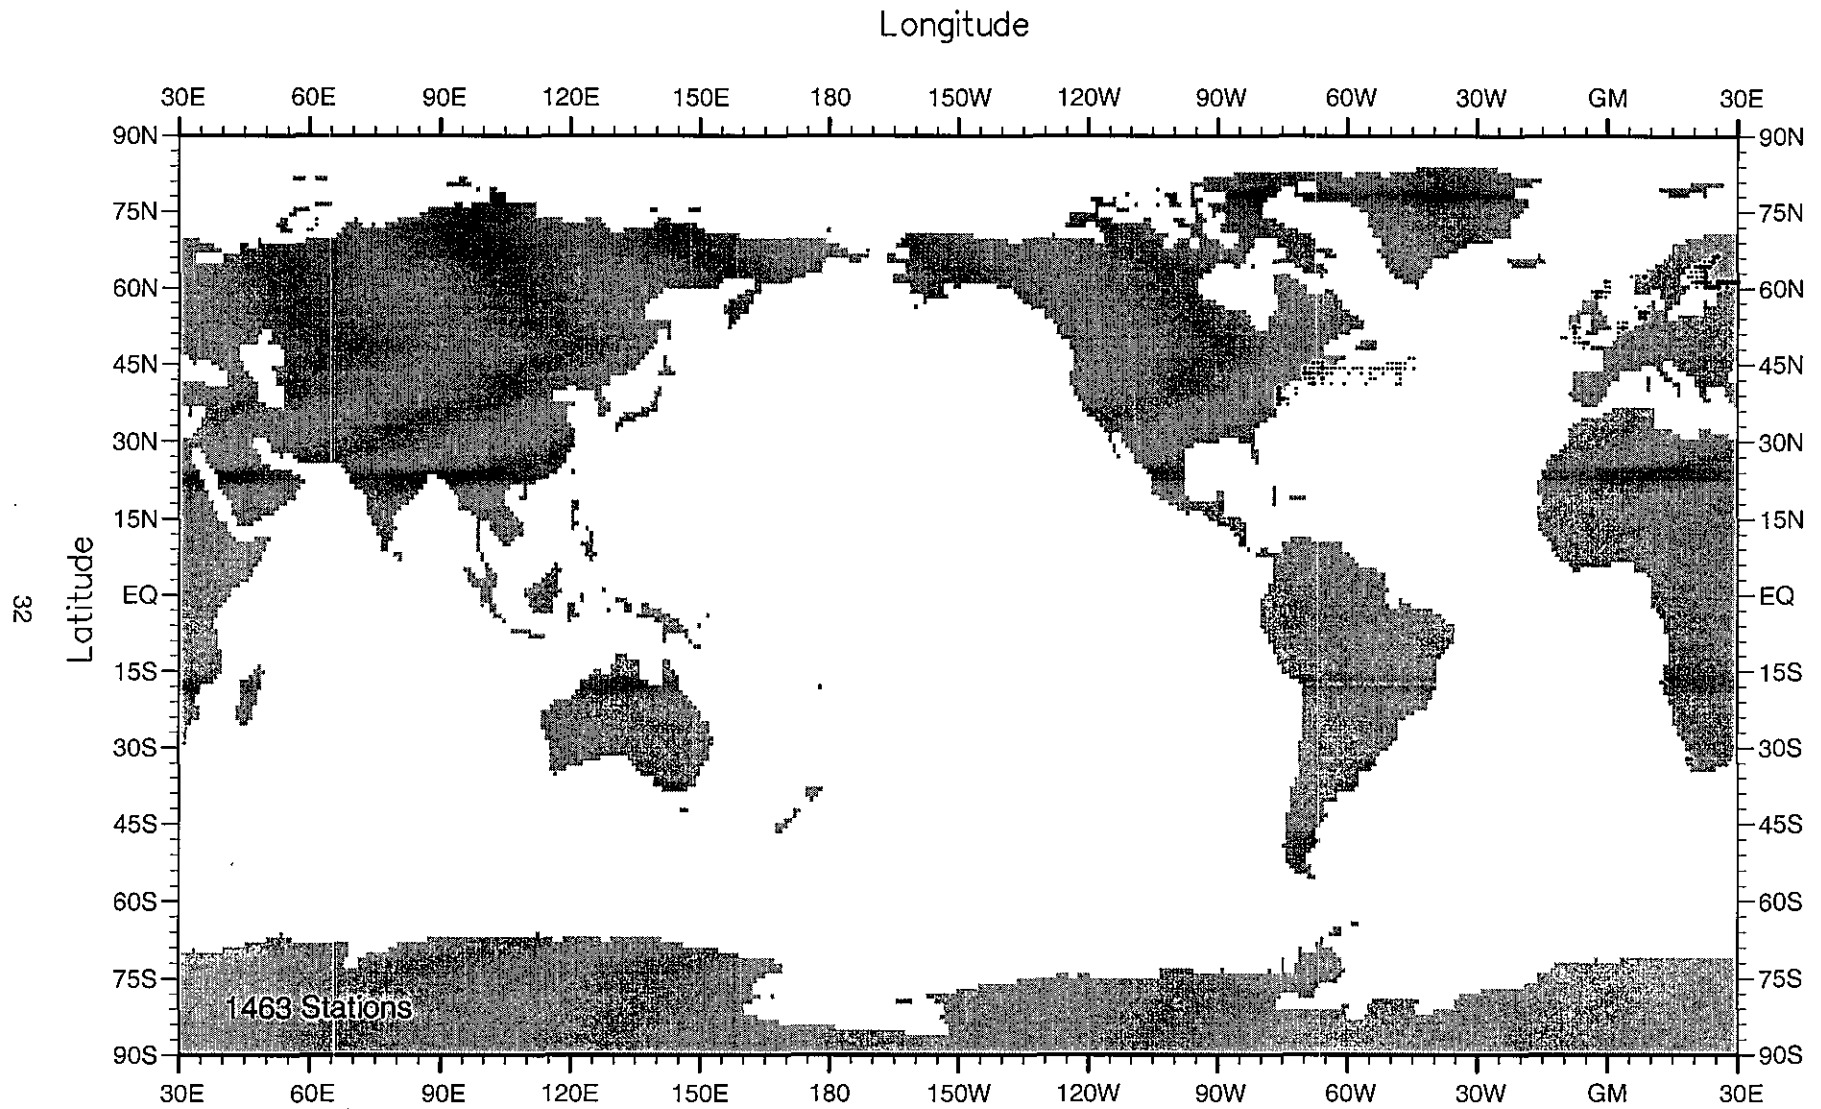 Longitude
30E 60E 90E 120E 150E 180 150W 120W 90W 60W 30W GM 30E
90N 90N
75N 75N
60N 60N
45N 45N
30N 30N
15N 15N
EQ EQ
15S 15S
30S 30S
45S 45S
60S 60S
75S 75S
90S 90S
Latitude
32
1463 Stations
30E 60E 90E 120E 150E 180 150W 120W 90W 60W 30W GM 30E